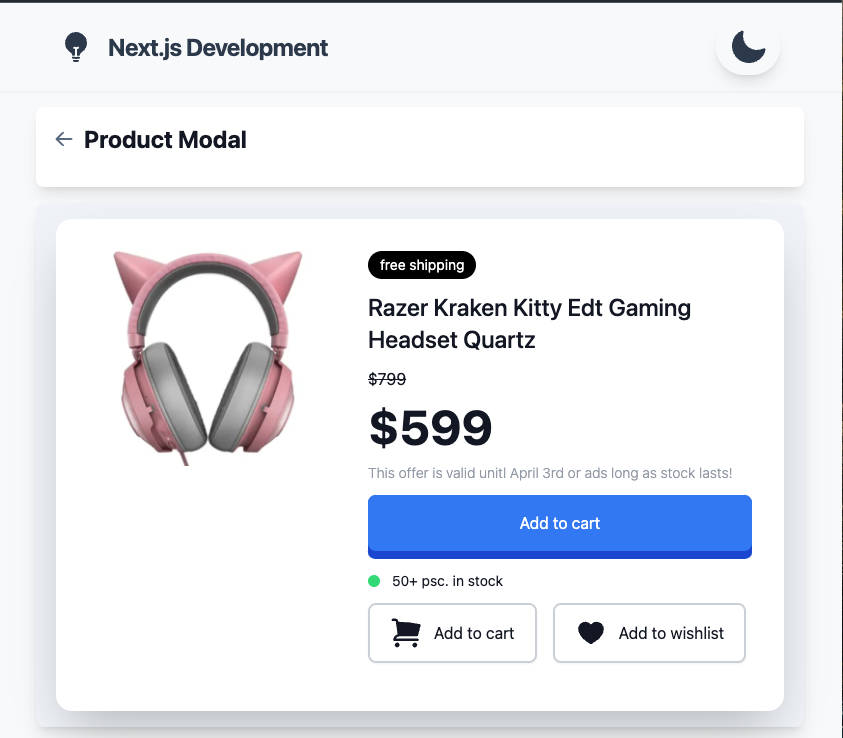 Next.js Development
Product Modal
free shipping
Razer Kraken Kitty Edt Gaming
Headset Quartz
$799
$599
This offer is valid unitl April 3rd or ads long as stock lasts!
Add to cart
50+ psc. in stock
Add to cart
Add to wishlist